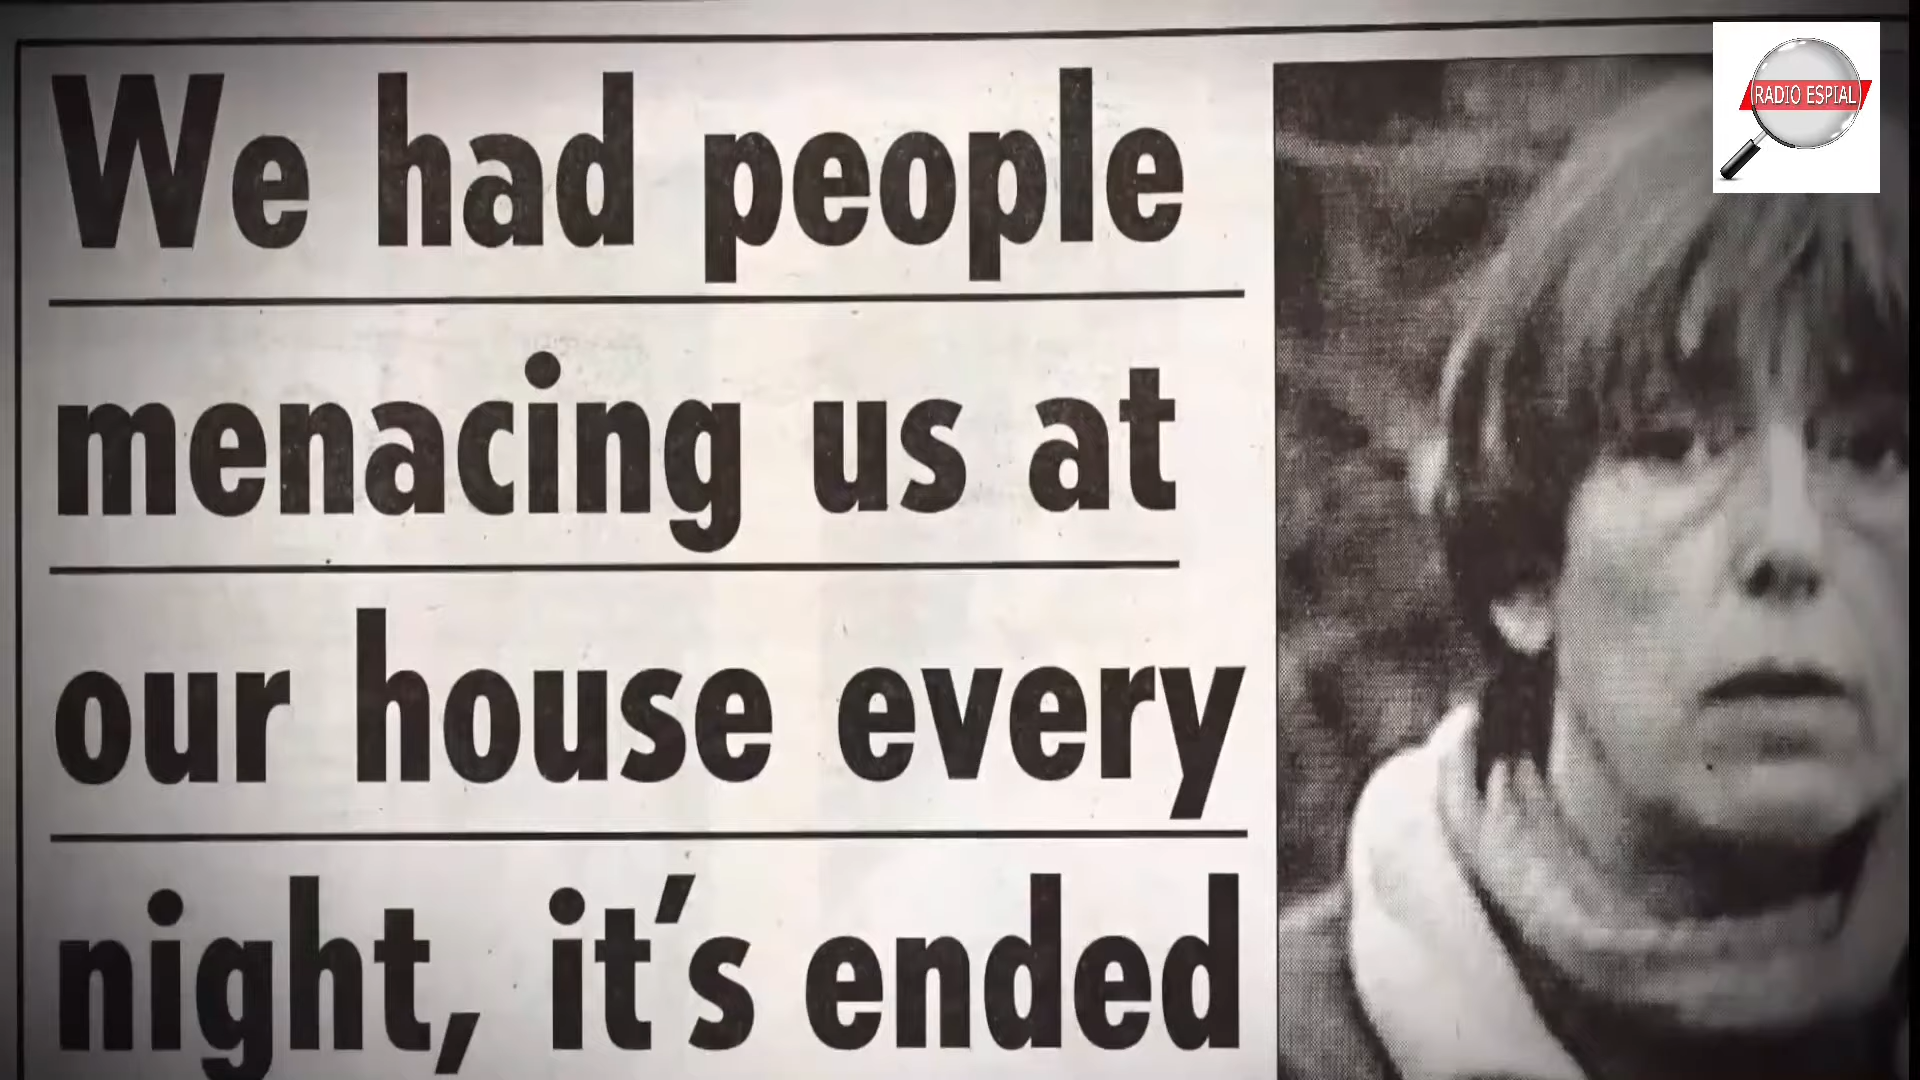 We had people
menacing us at
our house every
night, it's ended
RADIO ESPIAL